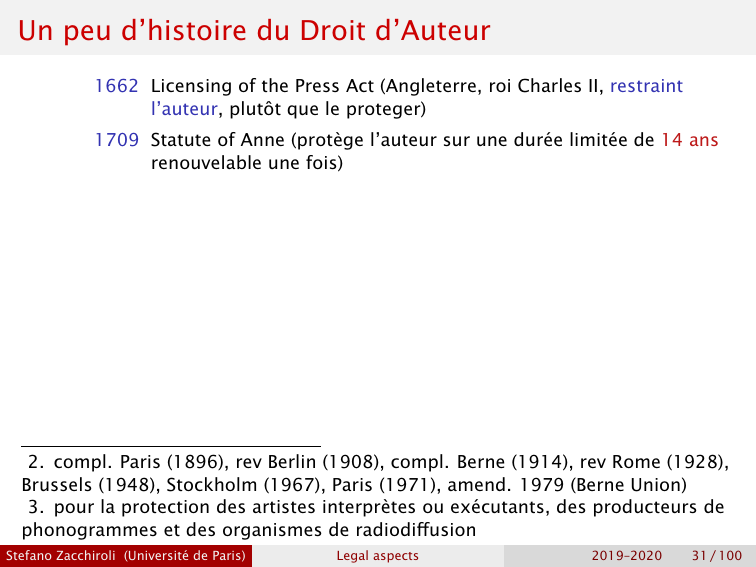 Un peu d’histoire du Droit d’Auteur
1662 Licensing of the Press Act (Angleterre, roi Charles II, restraint
l’auteur, plutôt que le proteger)
1709 Statute of Anne (protège l’auteur sur une durée limitée de 14 ans
renouvelable une fois)
2. compl. Paris (1896), rev Berlin (1908), compl. Berne (1914), rev Rome (1928),
Brussels (1948), Stockholm (1967), Paris (1971), amend. 1979 (Berne Union)
3. pour la protection des artistes interprètes ou exécutants, des producteurs de
phonogrammes et des organismes de radiodiffusion
Stefano Zacchiroli (Université de Paris) Legal aspects 2019–2020 31 / 100